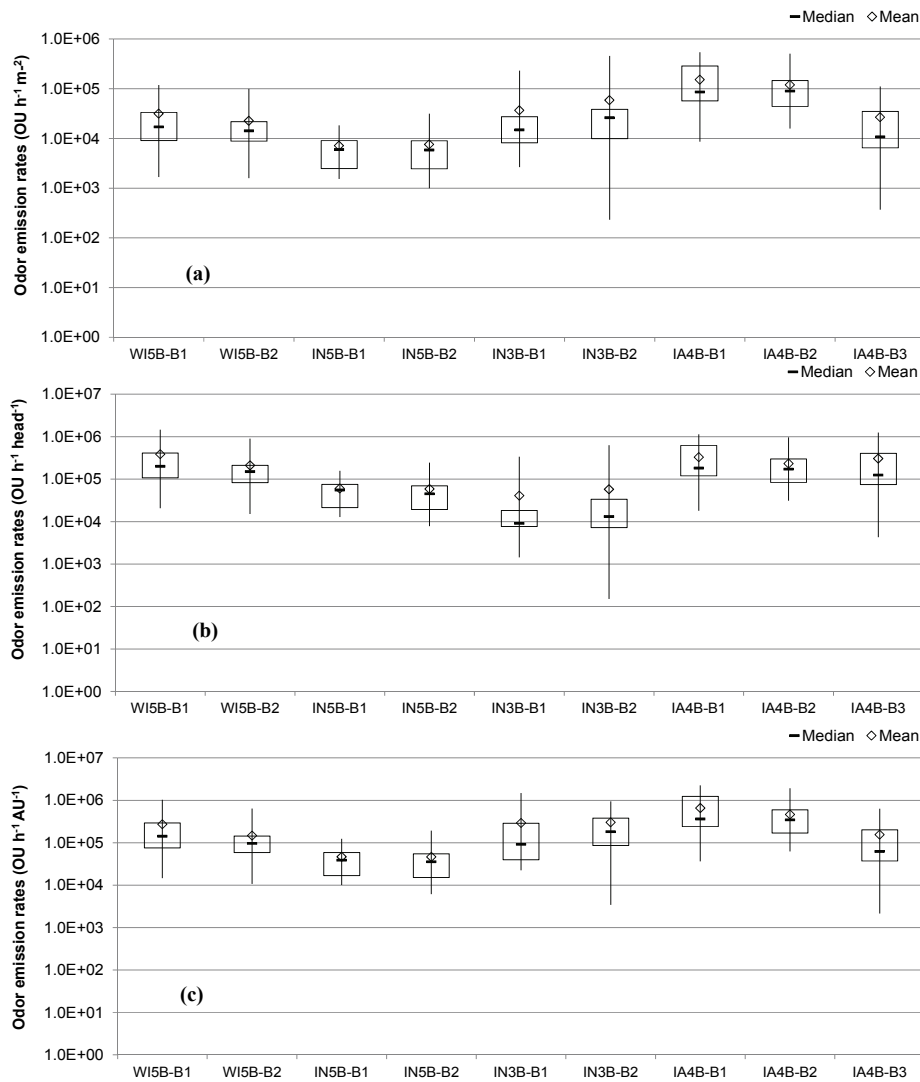 Median Mean
Odor emission rates (OU h⁻¹ m⁻²)
1.0E+06
1.0E+05
1.0E+04
1.0E+03
1.0E+02
1.0E+01
1.0E+00
(a)
WI5B-B1 WI5B-B2 IN5B-B1 IN5B-B2 IN3B-B1 IN3B-B2 IA4B-B1 IA4B-B2 IA4B-B3
Median Mean
Odor emission rates (OU h⁻¹ head⁻¹)
1.0E+07
1.0E+06
1.0E+05
1.0E+04
1.0E+03
1.0E+02
1.0E+01
1.0E+00
(b)
WI5B-B1 WI5B-B2 IN5B-B1 IN5B-B2 IN3B-B1 IN3B-B2 IA4B-B1 IA4B-B2 IA4B-B3
Median Mean
Odor emission rates (OU h⁻¹ AU⁻¹)
1.0E+07
1.0E+06
1.0E+05
1.0E+04
1.0E+03
1.0E+02
1.0E+01
1.0E+00
(c)
WI5B-B1 WI5B-B2 IN5B-B1 IN5B-B2 IN3B-B1 IN3B-B2 IA4B-B1 IA4B-B2 IA4B-B3